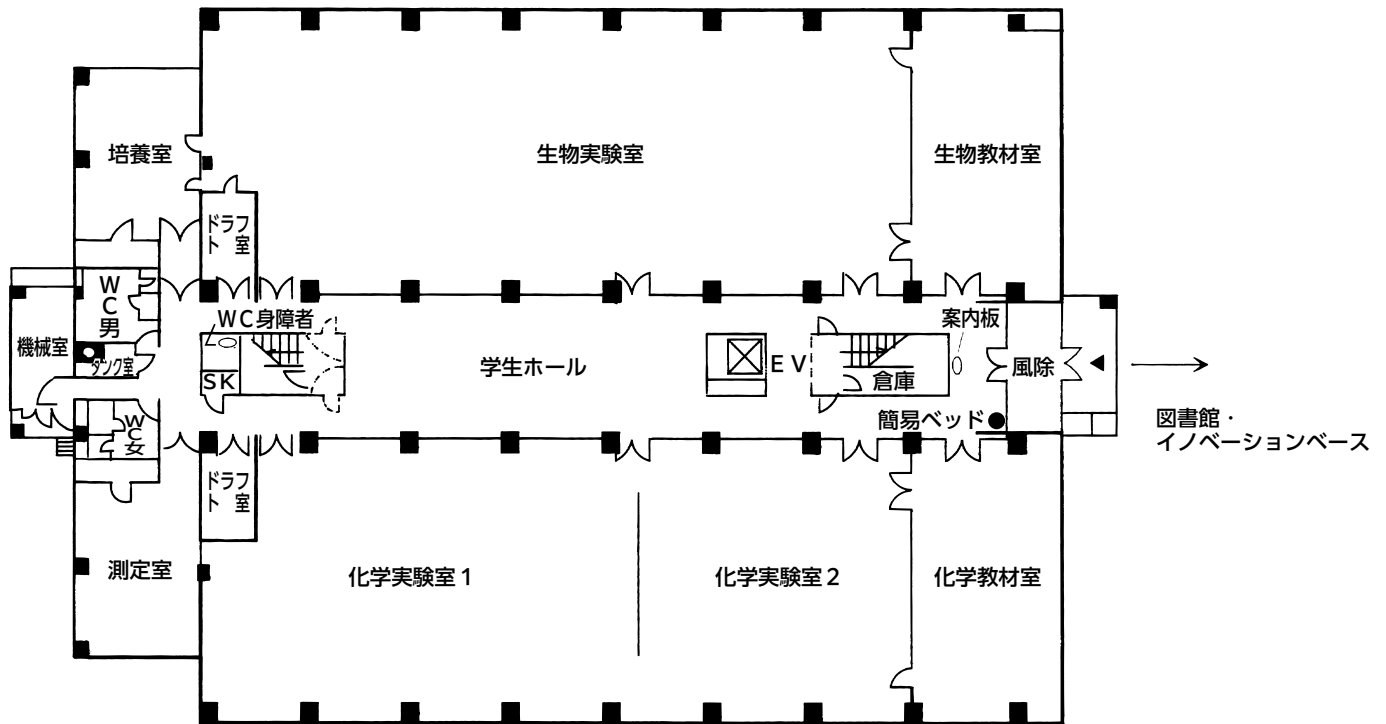 培養室
生物実験室
生物教材室
ドラフ
ト 室
WC男
WC身障者
案内板
機械室
タンク室
学生ホール
EV
風除
SK
倉庫
WC女
簡易ベッド
図書館・
イノベーションベース
ドラフ
ト 室
測定室
化学実験室1
化学実験室2
化学教材室